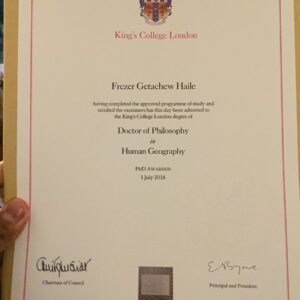 King's College London
Frezer Getachew Haile
having completed the approved programme of study and
satisfied the examiners has this day been admitted to
the King's College London degree of
Doctor of Philosophy
in
Human Geography
PhD Awarded
1 July 2018
Chairman of Council
Principal and President